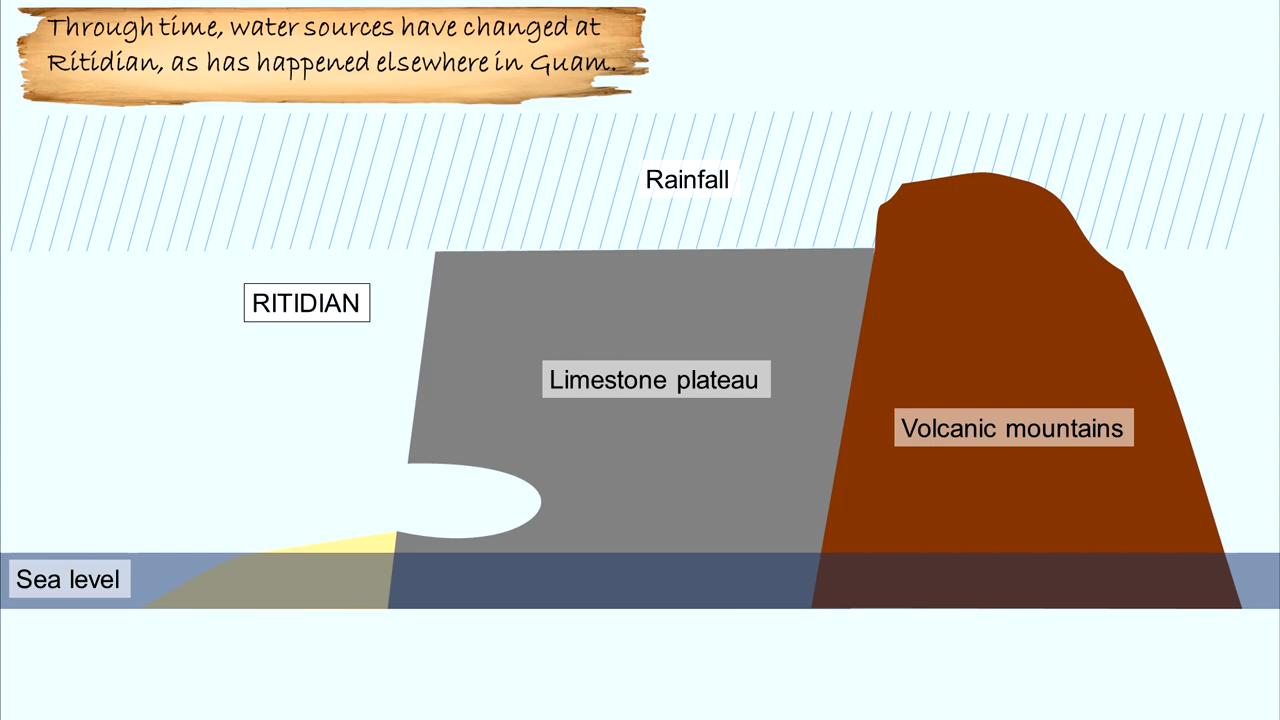 Through time, water sources have changed at
Ritidian, as has happened elsewhere in Guam.
Rainfall
RITIDIAN
Limestone plateau
Volcanic mountains
Sea level